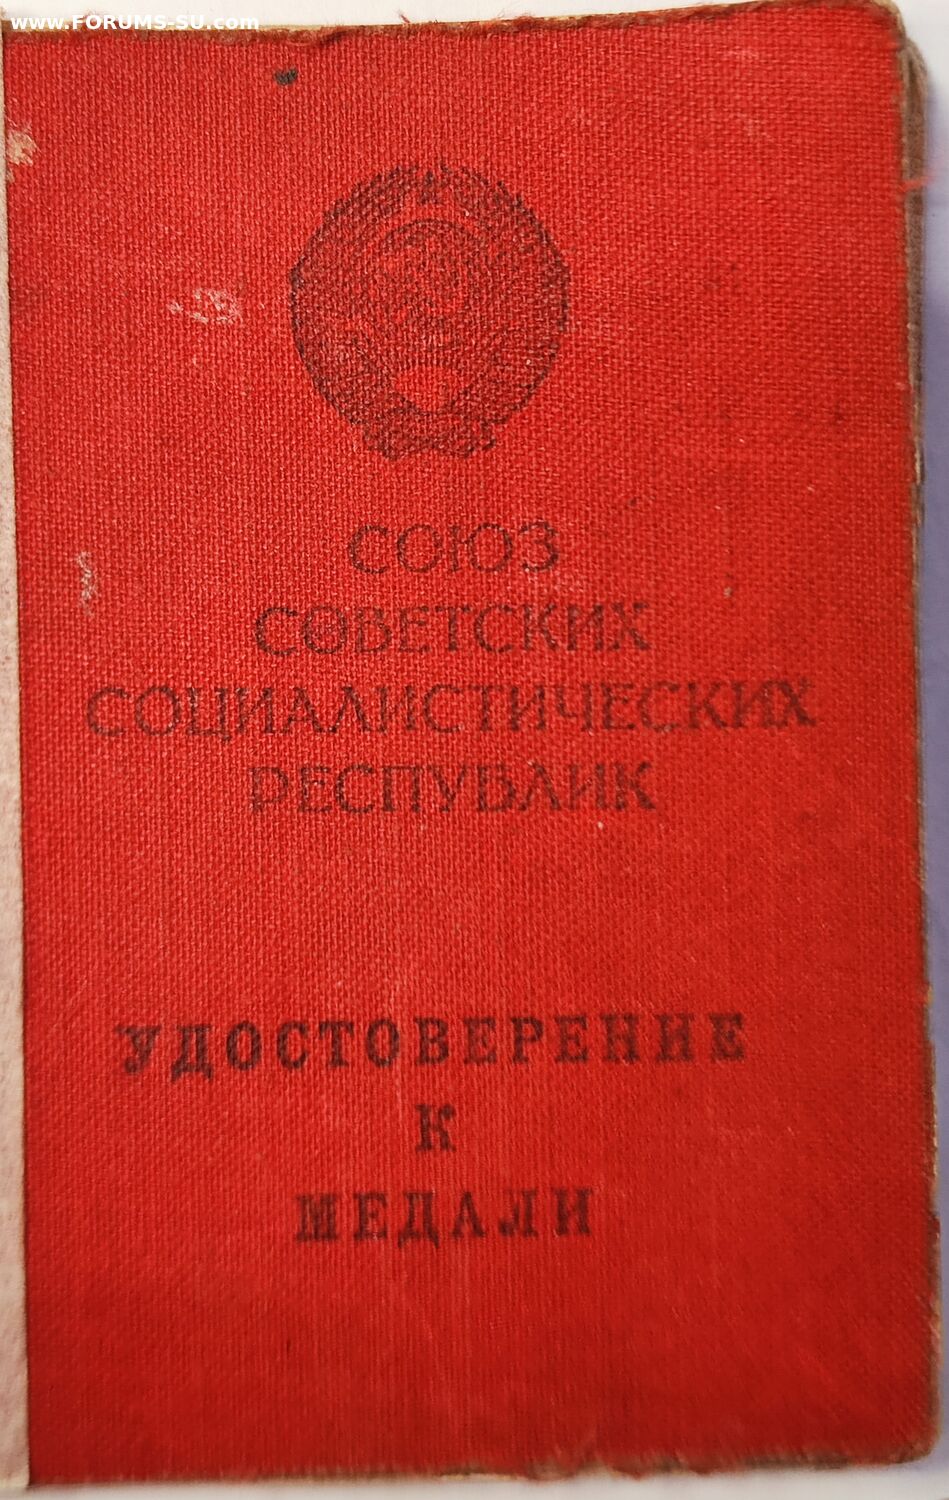 www.FORUMS-SU.com
СОЮЗ
СОВЕТСКИХ
СОЦИАЛИСТИЧЕСКИХ
РЕСПУБЛИК
УДОСТОВЕРЕНИЕ
К
МЕДАЛИ